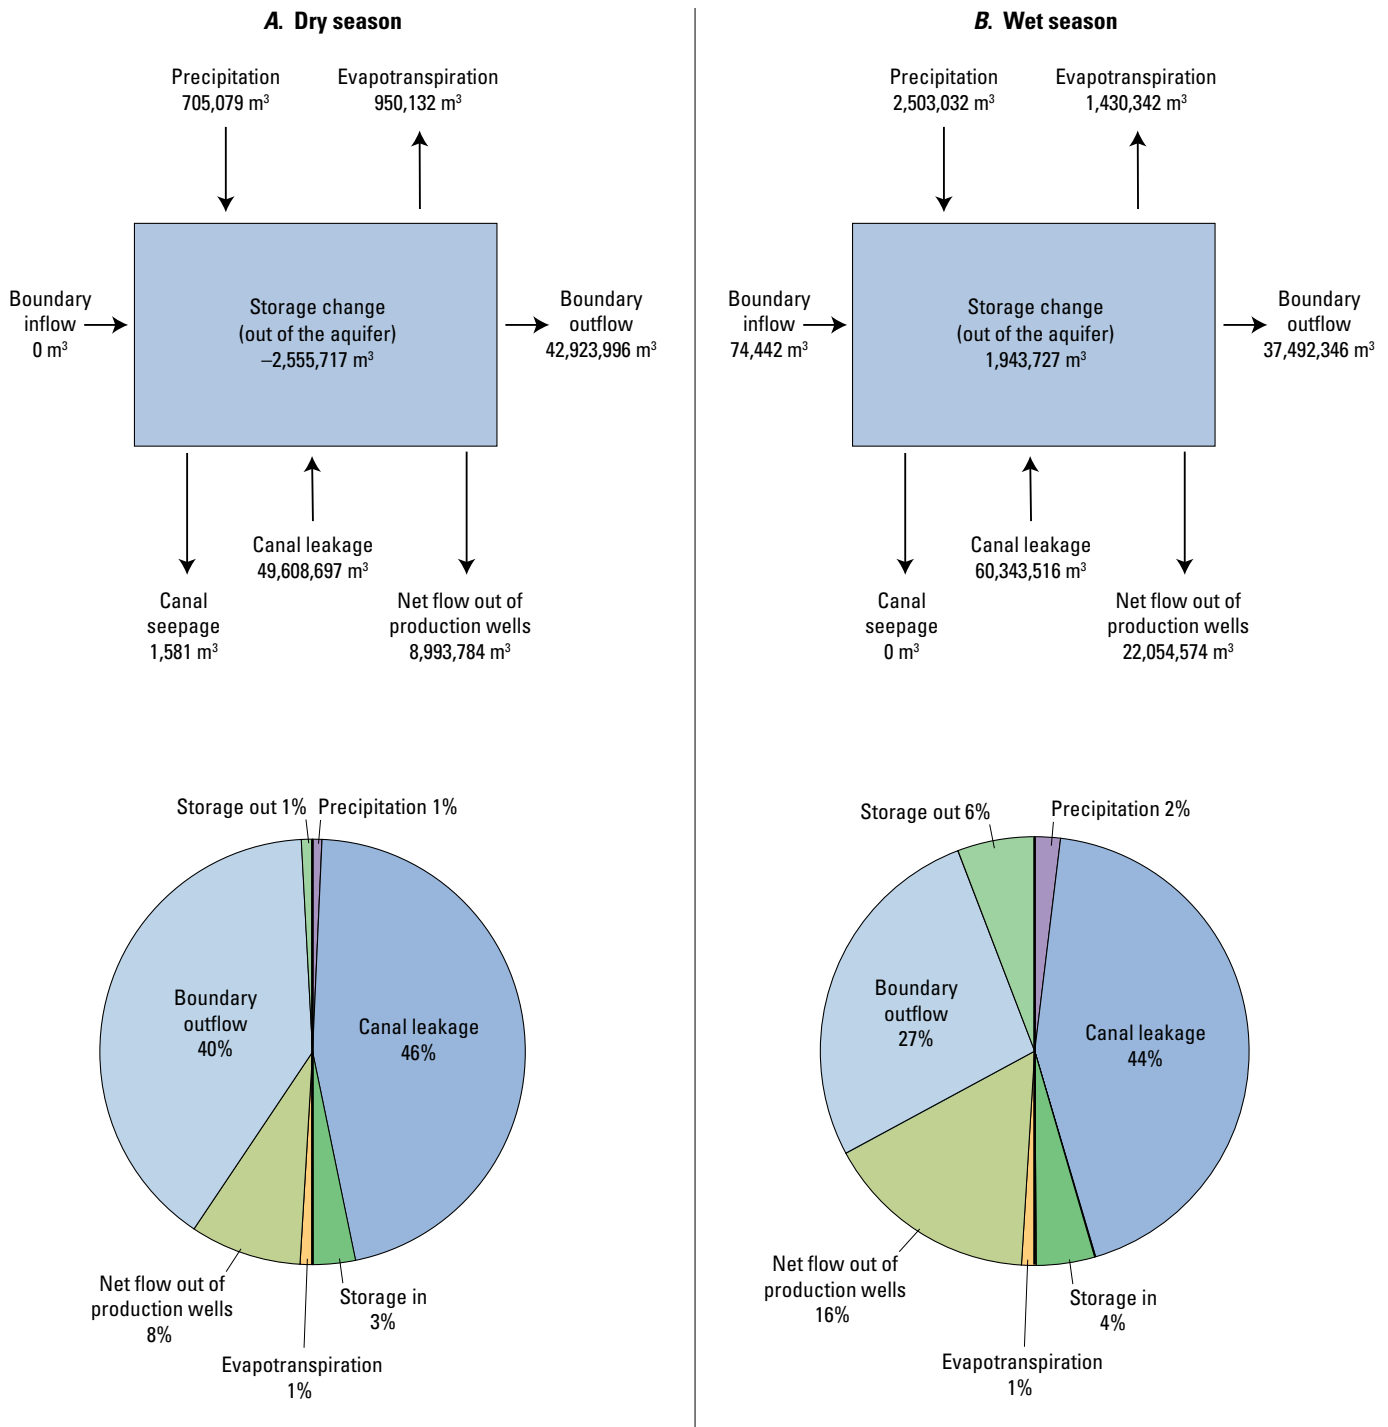 A. Dry season
Precipitation
705,079 m³
Evapotranspiration
950,132 m³
Boundary
inflow
0 m³
Storage change
(out of the aquifer)
–2,555,717 m³
Boundary
outflow
42,923,996 m³
Canal leakage
49,608,697 m³
Canal
seepage
1,581 m³
Net flow out of
production wells
8,993,784 m³
Storage out 1%
Precipitation 1%
Boundary
outflow
40%
Canal leakage
46%
Net flow out of
production wells
8%
Storage in
3%
Evapotranspiration
1%
B. Wet season
Precipitation
2,503,032 m³
Evapotranspiration
1,430,342 m³
Boundary
inflow
74,442 m³
Storage change
(out of the aquifer)
1,943,727 m³
Boundary
outflow
37,492,346 m³
Canal leakage
60,343,516 m³
Canal
seepage
0 m³
Net flow out of
production wells
22,054,574 m³
Storage out 6%
Precipitation 2%
Boundary
outflow
27%
Canal leakage
44%
Net flow out of
production wells
16%
Storage in
4%
Evapotranspiration
1%